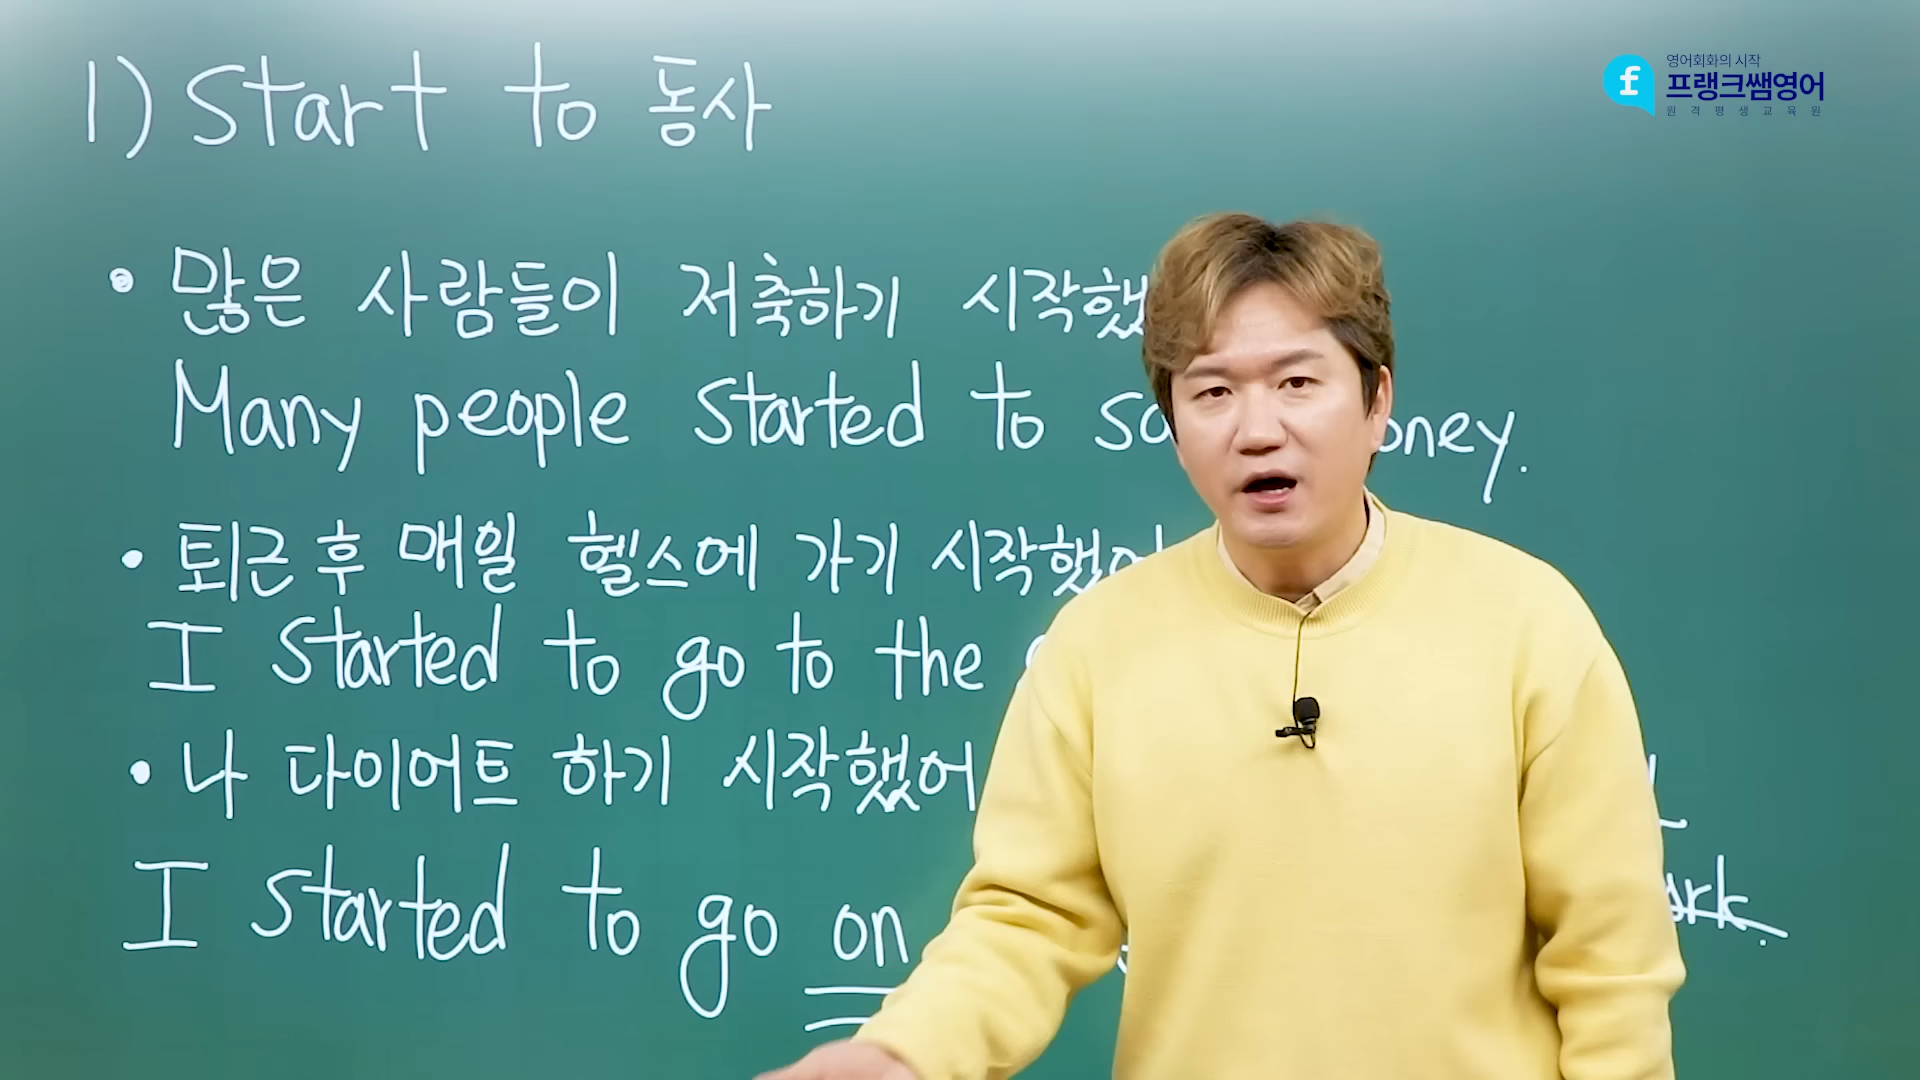 1) Start to 동사
영어회화의 시작
프랭크쌤영어
원격평생교육원
• 많은 사람들이 저축하기 시작했
Many people started to oney.
• 퇴근 후 매일 헬스에 가기 시작했어
I started to go to the
• 나 다이어트 하기 시작했어
I started to go on